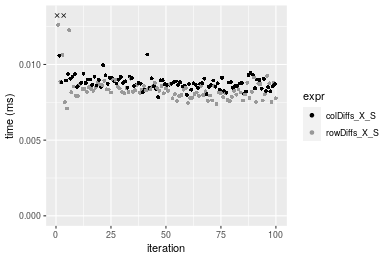 0.010
0.005
0.000
time (ms)
0
25
50
75
100
iteration
expr
colDiffs_X_S
rowDiffs_X_S